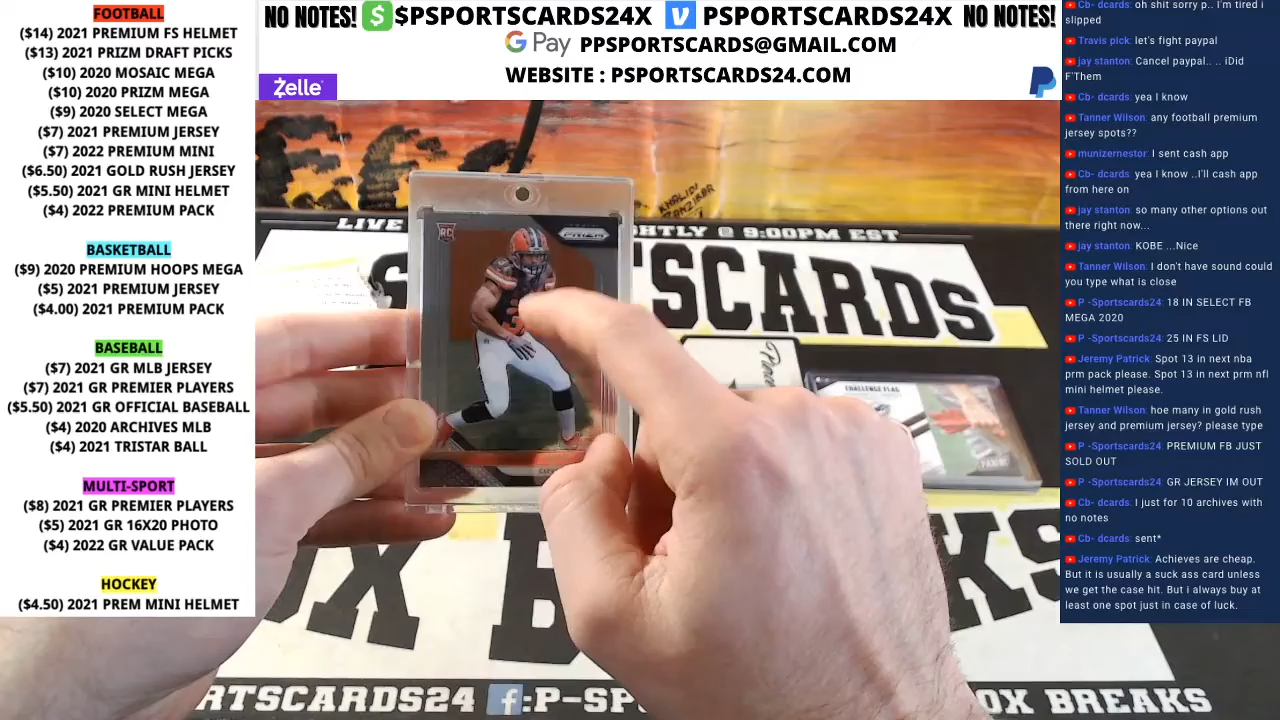 FOOTBALL
($14) 2021 PREMIUM FS HELMET
($13) 2021 PRIZM DRAFT PICKS
($10) 2020 MOSAIC MEGA
($10) 2020 PRIZM MEGA
($9) 2020 SELECT MEGA
($7) 2021 PREMIUM JERSEY
($7) 2022 PREMIUM MINI
($6.50) 2021 GOLD RUSH JERSEY
($5.50) 2021 GR MINI HELMET
($4) 2022 PREMIUM PACK
BASKETBALL
($9) 2020 PREMIUM HOOPS MEGA
($5) 2021 PREMIUM JERSEY
($4.00) 2021 PREMIUM PACK
BASEBALL
($7) 2021 GR MLB JERSEY
($7) 2021 GR PREMIER PLAYERS
($5.50) 2021 GR OFFICIAL BASEBALL
($4) 2020 ARCHIVES MLB
($4) 2021 TRISTAR BALL
MULTI-SPORT
($8) 2021 GR PREMIER PLAYERS
($5) 2021 GR 16X20 PHOTO
($4) 2022 GR VALUE PACK
HOCKEY
($4.50) 2021 PREM MINI HELMET
NO NOTES! $PSPORTSCARDS24X PSPORTSCARDS24X NO NOTES!
G Pay PPSPORTSCARDS@GMAIL.COM
WEBSITE : PSPORTSCARDS24.COM
Zelle
KHALIDI
ZANZIBAR
LIVE NIGHTLY @ 9:00PM EST
SCARDS
RC
PRIZM
CHALLENGE FLAG
PANINI
OX BREAKS
RTSCARDS24 f:P-SP OX BREAKS
Cb- dcards: oh shit sorry p.. I'm tired i
slipped
Travis pick: let's fight paypal
jay stanton: Cancel paypal.. .. iDid
F'Them
Cb- dcards: yea I know
Tanner Wilson: any football premium
jersey spots??
munizernestor: I sent cash app
Cb- dcards: yea I know ..I'll cash app
from here on
jay stanton: so many other options out
there right now...
jay stanton: KOBE ...Nice
Tanner Wilson: I don't have sound could
you type what is close
P -Sportscards24: 18 IN SELECT FB
MEGA 2020
P -Sportscards24: 25 IN FS LID
Jeremy Patrick: Spot 13 in next nba
prm pack please. Spot 13 in next prm nfl
mini helmet please.
Tanner Wilson: hoe many in gold rush
jersey and premium jersey? please type
P -Sportscards24: PREMIUM FB JUST
SOLD OUT
P -Sportscards24: GR JERSEY IM OUT
Cb- dcards: I just for 10 archives with
no notes
Cb- dcards: sent*
Jeremy Patrick: Achieves are cheap.
But it is usually a suck ass card unless
we get the case hit. But i always buy at
least one spot just in case of luck.